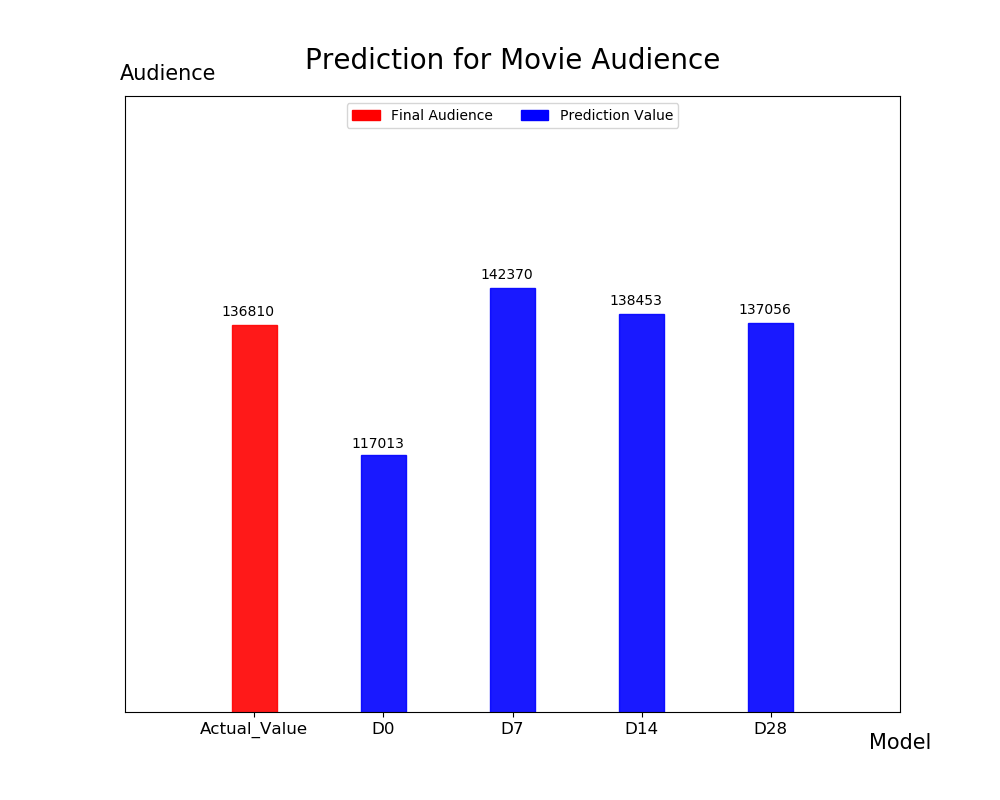 Prediction for Movie Audience
Audience
Final Audience Prediction Value
142370
138453
137056
136810
117013
Actual_Value D0 D7 D14 D28
Model